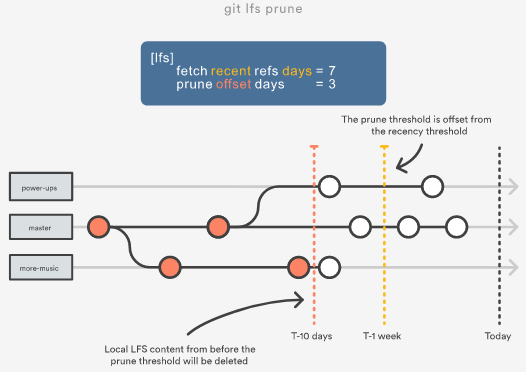 git lfs prune
[lfs]
fetch recent refs days = 7
prune offset days = 3
The prune threshold is offset from
the recency threshold
power-ups
master
more-music
T-10 days
T-1 week
Today
Local LFS content from before the
prune threshold will be deleted